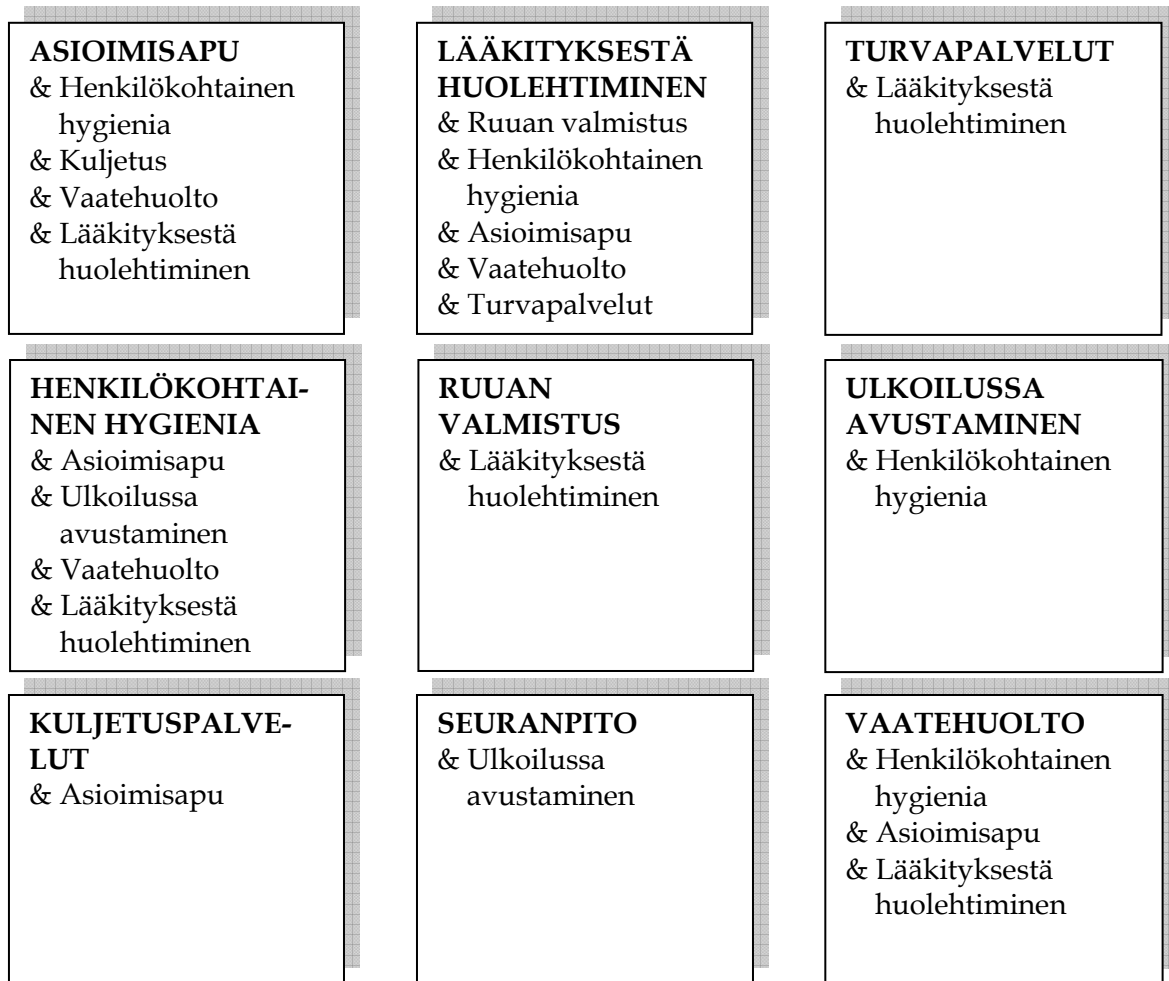 ASIOIMISAPU
& Henkilökohtainen
hygienia
& Kuljetus
& Vaatehuolto
& Lääkityksestä
huolehtiminen
LÄÄKITYKSESTÄ
HUOLEHTIMINEN
& Ruuan valmistus
& Henkilökohtainen
hygienia
& Asioimisapu
& Vaatehuolto
& Turvapalvelut
TURVAPALVELUT
& Lääkityksestä
huolehtiminen
HENKILÖKOHTAI-
NEN HYGIENIA
& Asioimisapu
& Ulkoilussa
avustaminen
& Vaatehuolto
& Lääkityksestä
huolehtiminen
RUUAN
VALMISTUS
& Lääkityksestä
huolehtiminen
ULKOILUSSA
AVUSTAMINEN
& Henkilökohtainen
hygienia
KULJETUSPALVE-
LUT
& Asioimisapu
SEURANPITO
& Ulkoilussa
avustaminen
VAATEHUOLTO
& Henkilökohtainen
hygienia
& Asioimisapu
& Lääkityksestä
huolehtiminen